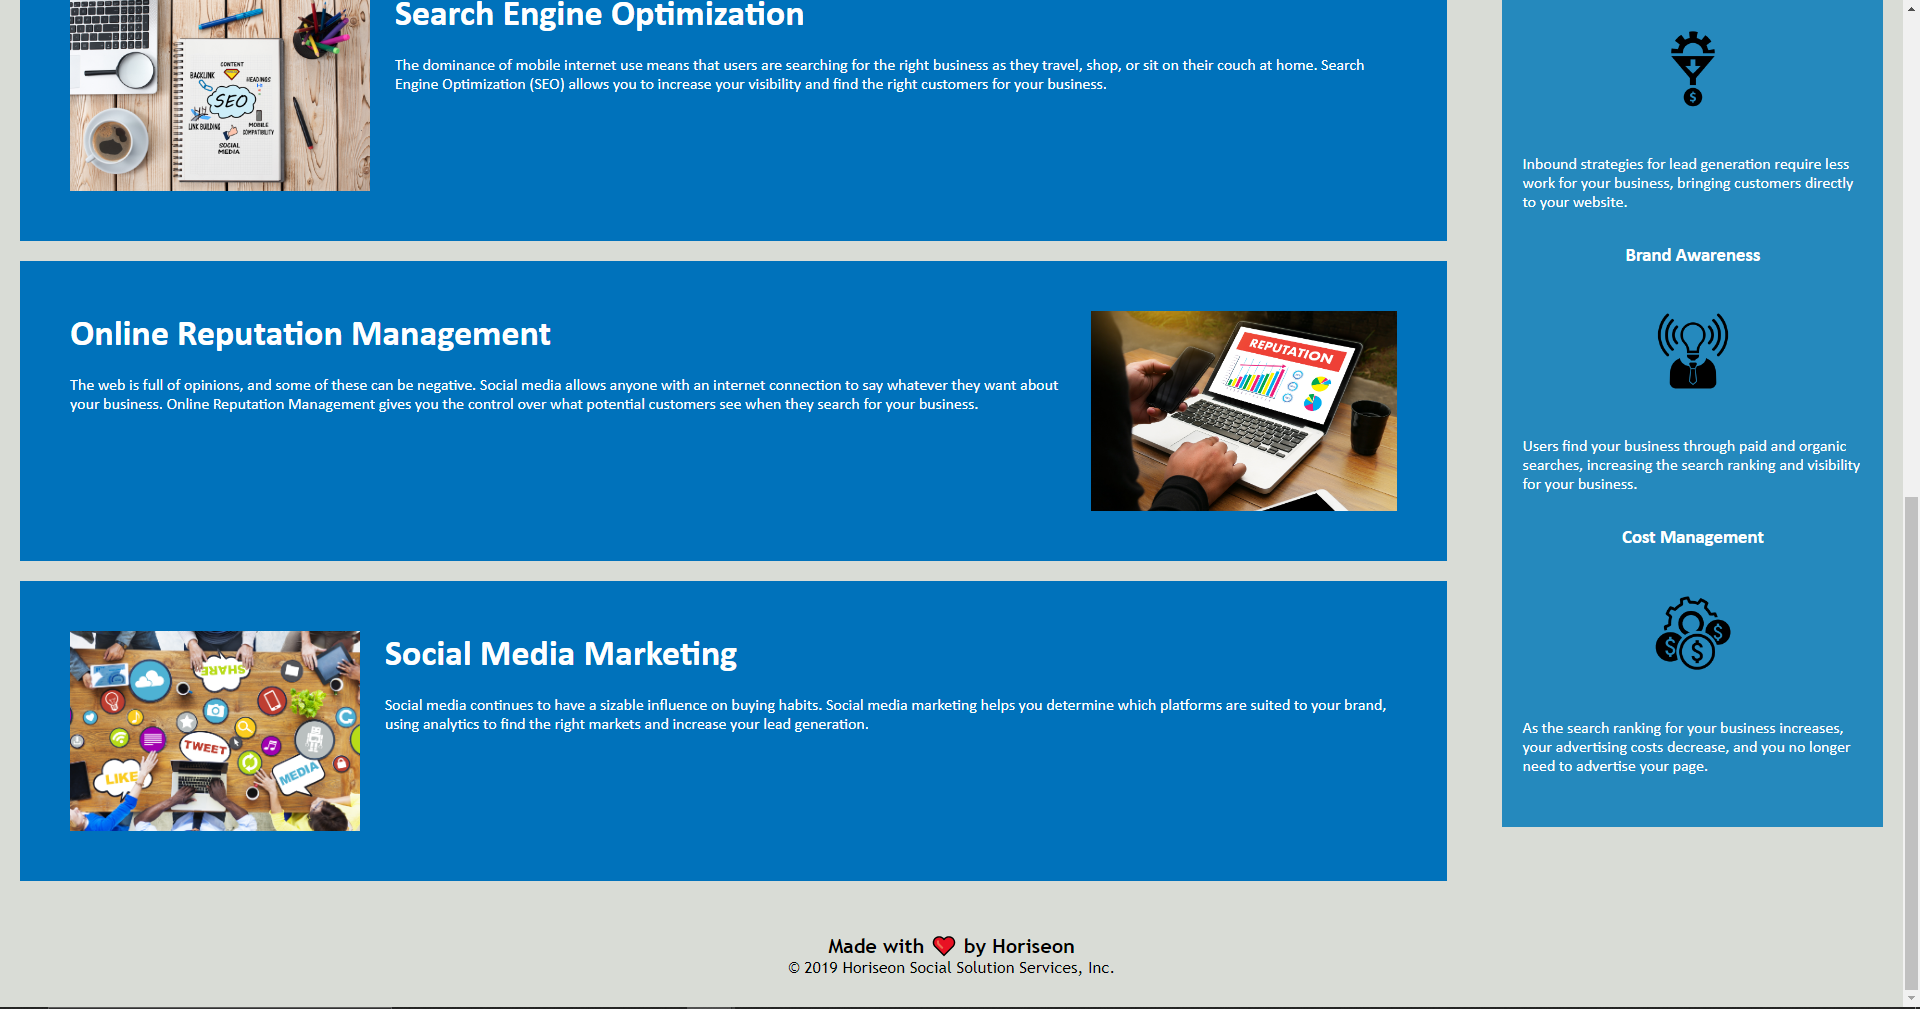 Search Engine Optimization
The dominance of mobile internet use means that users are searching for the right business as they travel, shop, or sit on their couch at home. Search
Engine Optimization (SEO) allows you to increase your visibility and find the right customers for your business.
CONTENT
BACKLINK
HEADINGS
SEO
LINK BUILDING
MOBILE
COMPATIBILITY
SOCIAL
MEDIA
Online Reputation Management
The web is full of opinions, and some of these can be negative. Social media allows anyone with an internet connection to say whatever they want about
your business. Online Reputation Management gives you the control over what potential customers see when they search for your business.
REPUTATION
Social Media Marketing
Social media continues to have a sizable influence on buying habits. Social media marketing helps you determine which platforms are suited to your brand,
using analytics to find the right markets and increase your lead generation.
SHARE
TWEET
LIKE
MEDIA
$
Inbound strategies for lead generation require less
work for your business, bringing customers directly
to your website.
Brand Awareness
Users find your business through paid and organic
searches, increasing the search ranking and visibility
for your business.
Cost Management
$ $ $
As the search ranking for your business increases,
your advertising costs decrease, and you no longer
need to advertise your page.
Made with ❤️ by Horiseon
© 2019 Horiseon Social Solution Services, Inc.